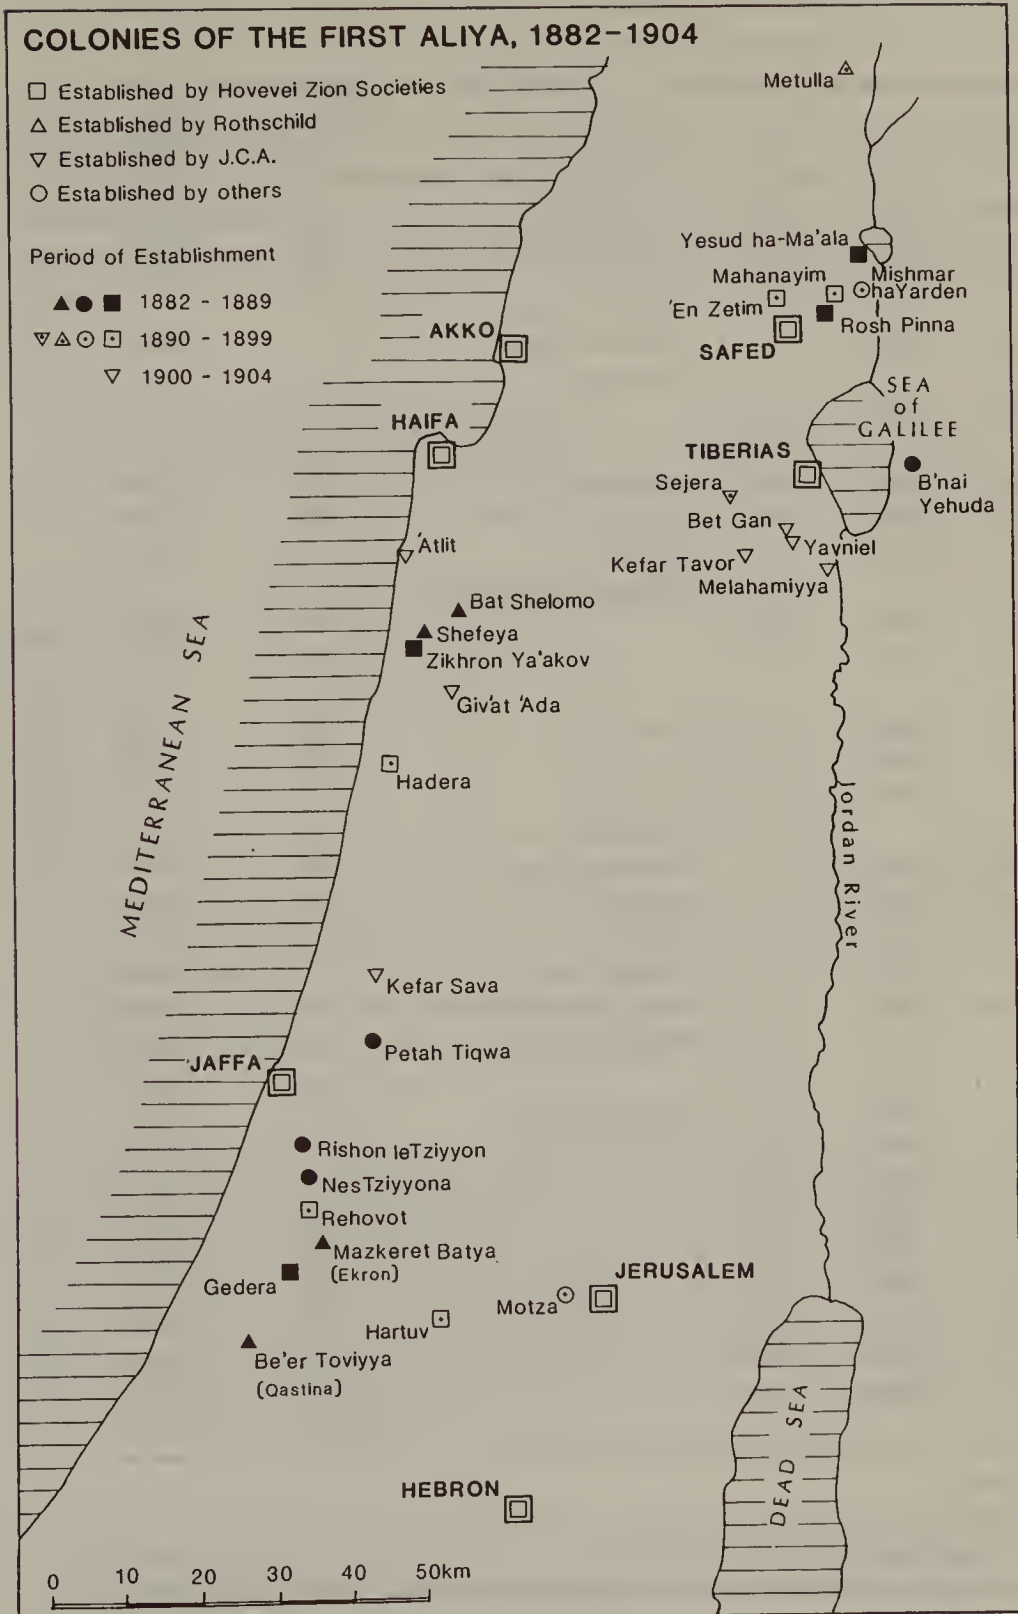 COLONIES OF THE FIRST ALIYA, 1882-1904
Established by Hovevei Zion Societies
Established by Rothschild
Established by J.C.A.
Established by others
Period of Establishment
1882 - 1889
1890 - 1899
1900 - 1904
Metulla
Yesud ha-Ma'ala
Mahanayim
Mishmar
haYarden
'En Zetim
Rosh Pinna
SAFED
AKKO
HAIFA
SEA
of
GALILEE
TIBERIAS
Sejera
B'nai
Yehuda
Bet Gan
Yavniel
Kefar Tavor
Melahamiyya
'Atlit
Bat Shelomo
Shefeya
Zikhron Ya'akov
Giv'at 'Ada
Hadera
MEDITERRANEAN SEA
Jordan River
Kefar Sava
Petah Tiqwa
JAFFA
Rishon leTziyyon
NesTziyyona
Rehovot
Mazkeret Batya
(Ekron)
Gedera
JERUSALEM
Motza
Hartuv
Be'er Toviyya
(Qastina)
DEAD SEA
HEBRON
0 10 20 30 40 50km